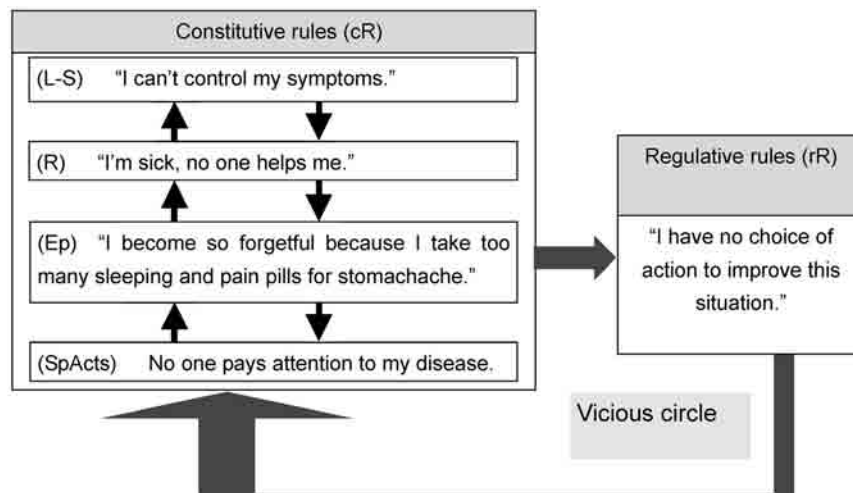 Constitutive rules (cR)
(L-S) “I can’t control my symptoms.”
(R) “I’m sick, no one helps me.”
(Ep) “I become so forgetful because I take too
many sleeping and pain pills for stomachache.”
(SpActs) No one pays attention to my disease.
Regulative rules (rR)
“I have no choice of
action to improve this
situation.”
Vicious circle